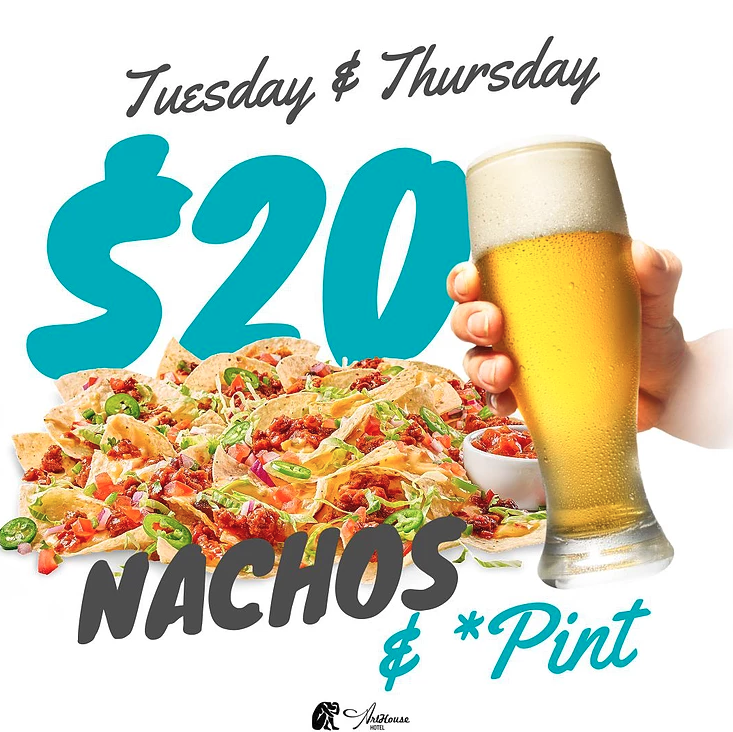 Tuesday & Thursday
$20
NACHOS
& *Pint
ArtHouse
HOTEL